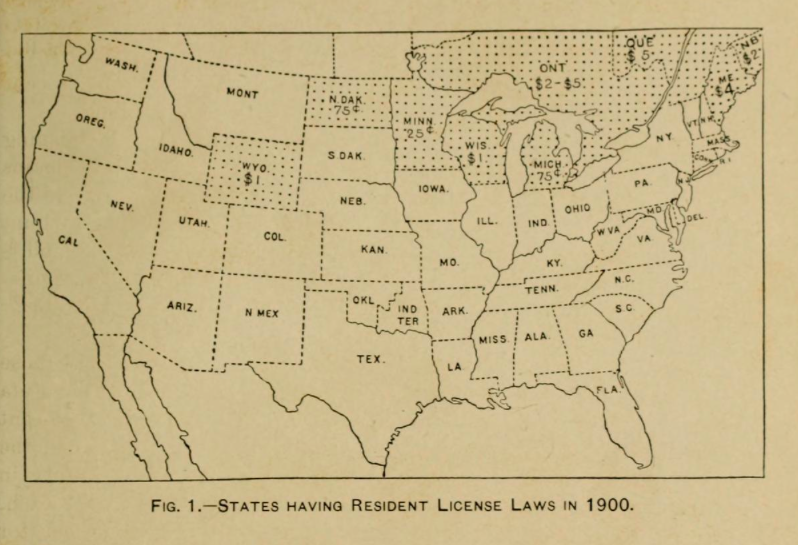 WASH.
MONT
N.DAK.
75¢
MINN.
25¢
ONT
$2-$5
QUE
$5
N.B.
$2
ME.
$4
OREG.
IDAHO.
WYO.
$1
S.DAK.
WIS.
$1
MICH.
75¢
N.Y.
VT.
N.H.
MASS
R I
NEV.
UTAH.
COL.
NEB.
IOWA.
ILL.
IND.
OHIO
PA.
N.J.
MD.
DEL.
CAL
KAN.
MO.
KY.
W VA
VA.
ARIZ.
N MEX
OKL
IND
TER
ARK.
TENN.
N.C.
S.C.
TEX.
LA.
MISS.
ALA.
GA
FLA.
FIG. 1.—STATES HAVING RESIDENT LICENSE LAWS IN 1900.